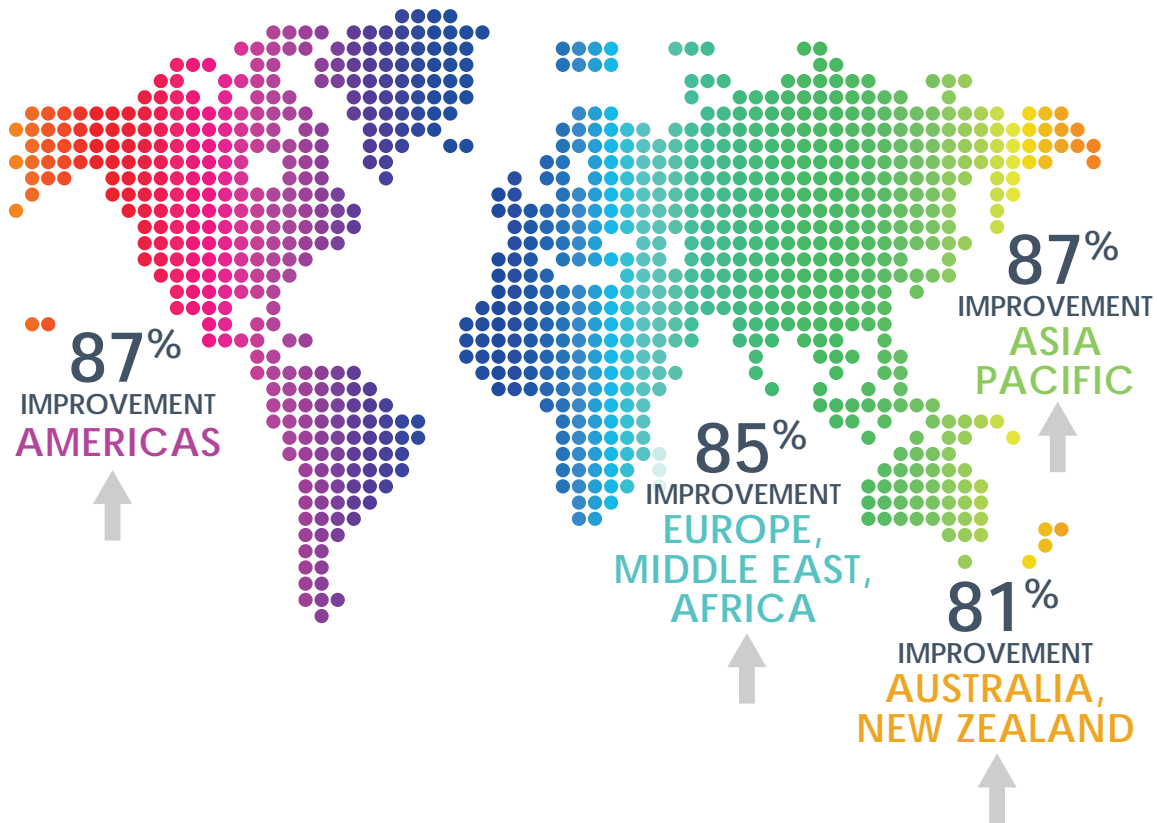 87%
IMPROVEMENT
AMERICAS
87%
IMPROVEMENT
ASIA
PACIFIC
85%
IMPROVEMENT
EUROPE,
MIDDLE EAST,
AFRICA
81%
IMPROVEMENT
AUSTRALIA,
NEW ZEALAND